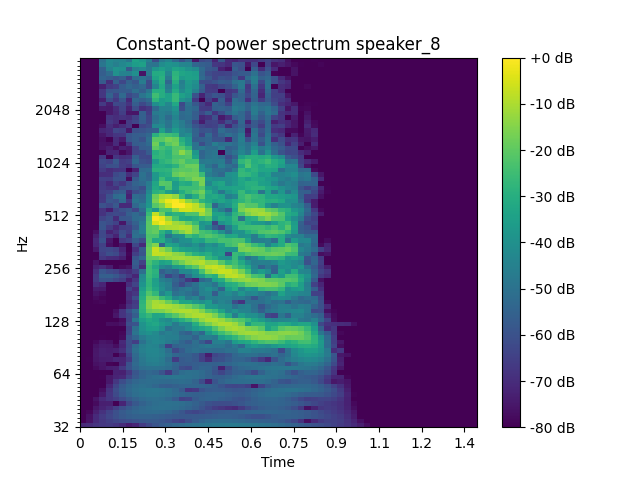 Constant-Q power spectrum speaker_8
Hz
2048
1024
512
256
128
64
32
0 0.15 0.3 0.45 0.6 0.75 0.9 1.1 1.2 1.4
Time
+0 dB
-10 dB
-20 dB
-30 dB
-40 dB
-50 dB
-60 dB
-70 dB
-80 dB